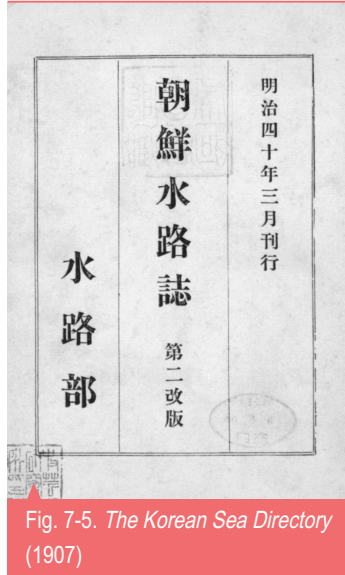 明治四十年三月刊行
朝鮮水路誌 第二改版
水路部
Fig. 7-5. The Korean Sea Directory
(1907)